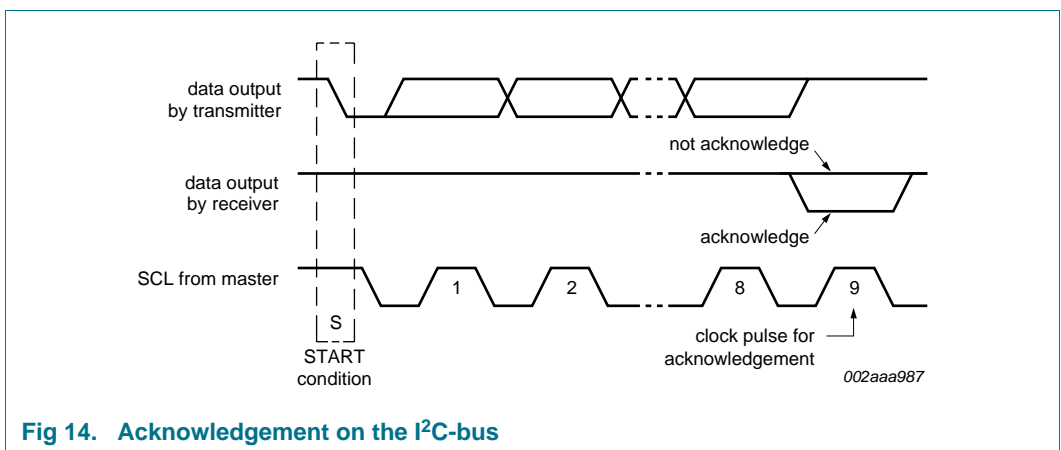 data output
by transmitter
not acknowledge
data output
by receiver
acknowledge
SCL from master
1
2
8
9
S
START
condition
clock pulse for
acknowledgement
002aaa987
Fig 14. Acknowledgement on the I²C-bus